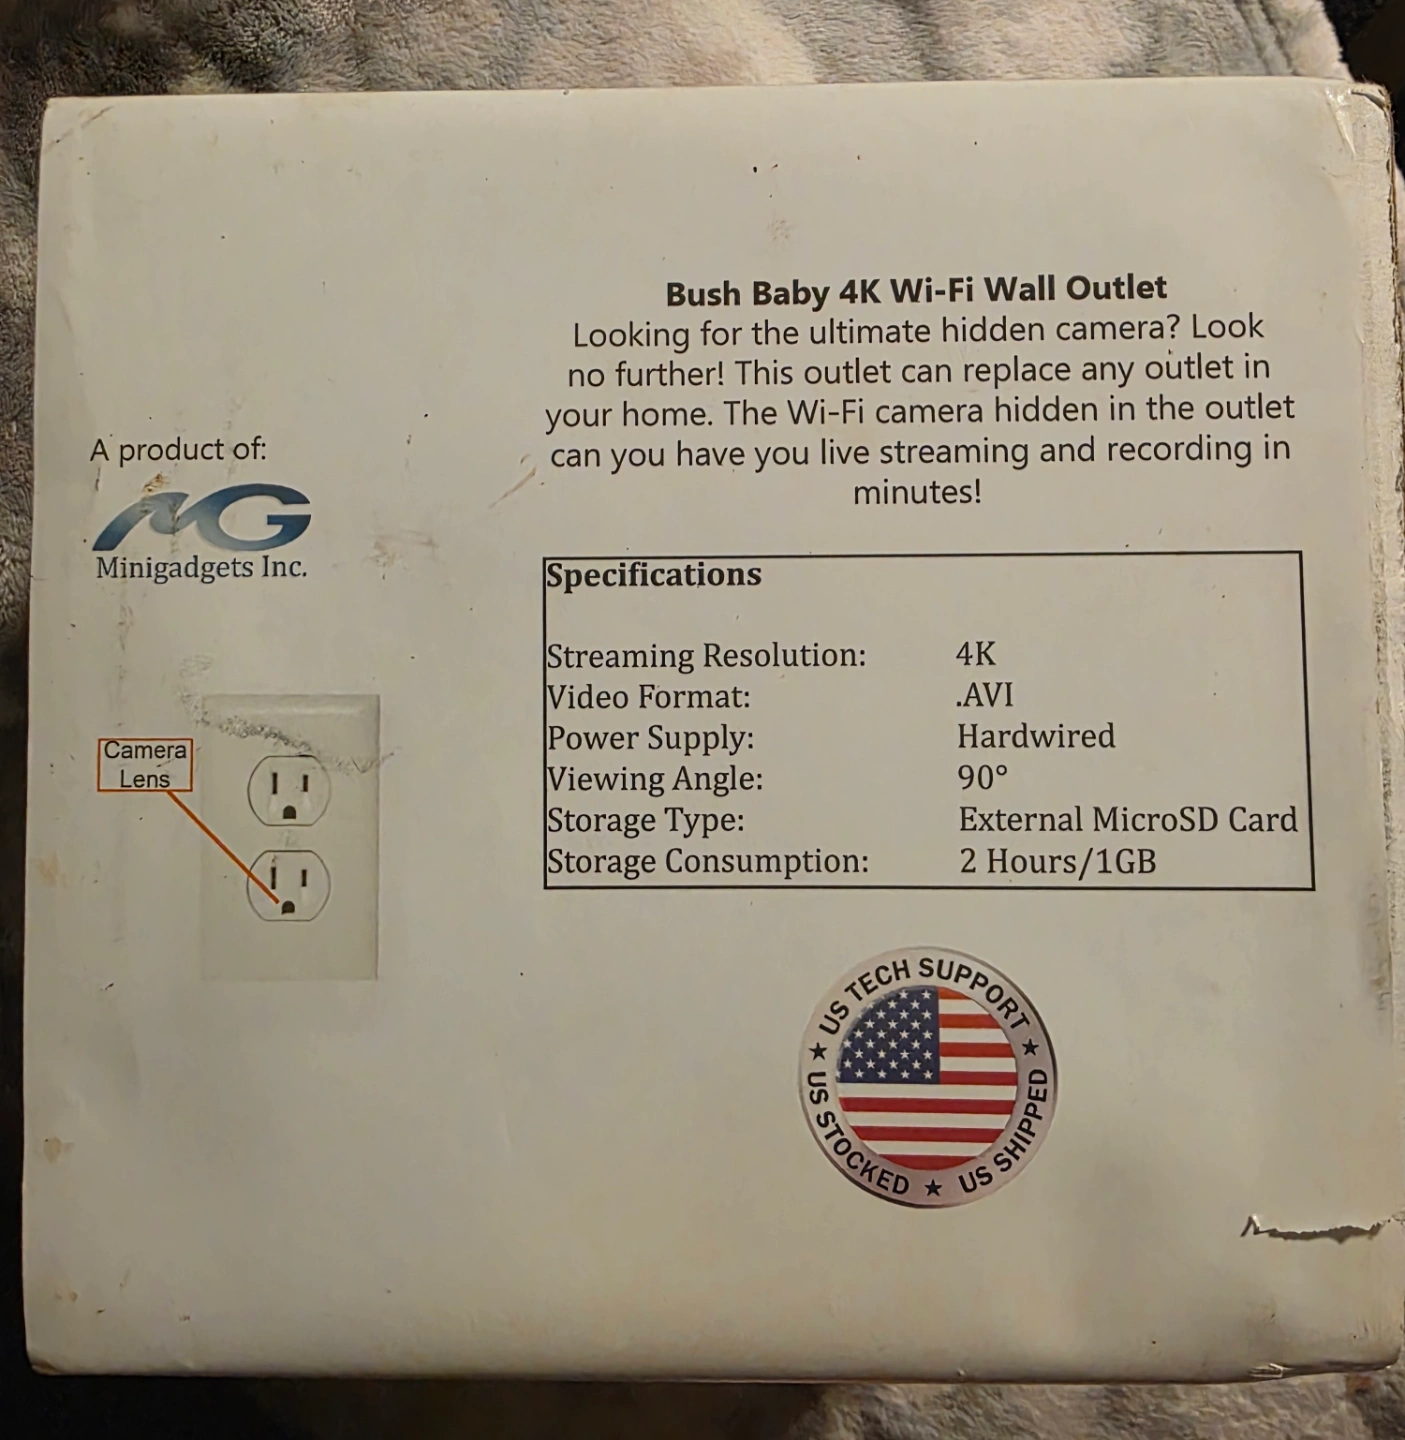 Bush Baby 4K Wi-Fi Wall Outlet
Looking for the ultimate hidden camera? Look
no further! This outlet can replace any outlet in
your home. The Wi-Fi camera hidden in the outlet
can you have you live streaming and recording in
minutes!
A product of:
MG
Minigadgets Inc.
Camera
Lens
Specifications
Streaming Resolution: 4K
Video Format: .AVI
Power Supply: Hardwired
Viewing Angle: 90°
Storage Type: External MicroSD Card
Storage Consumption: 2 Hours/1GB
US TECH SUPPORT ★ US SHIPPED ★ US STOCKED ★